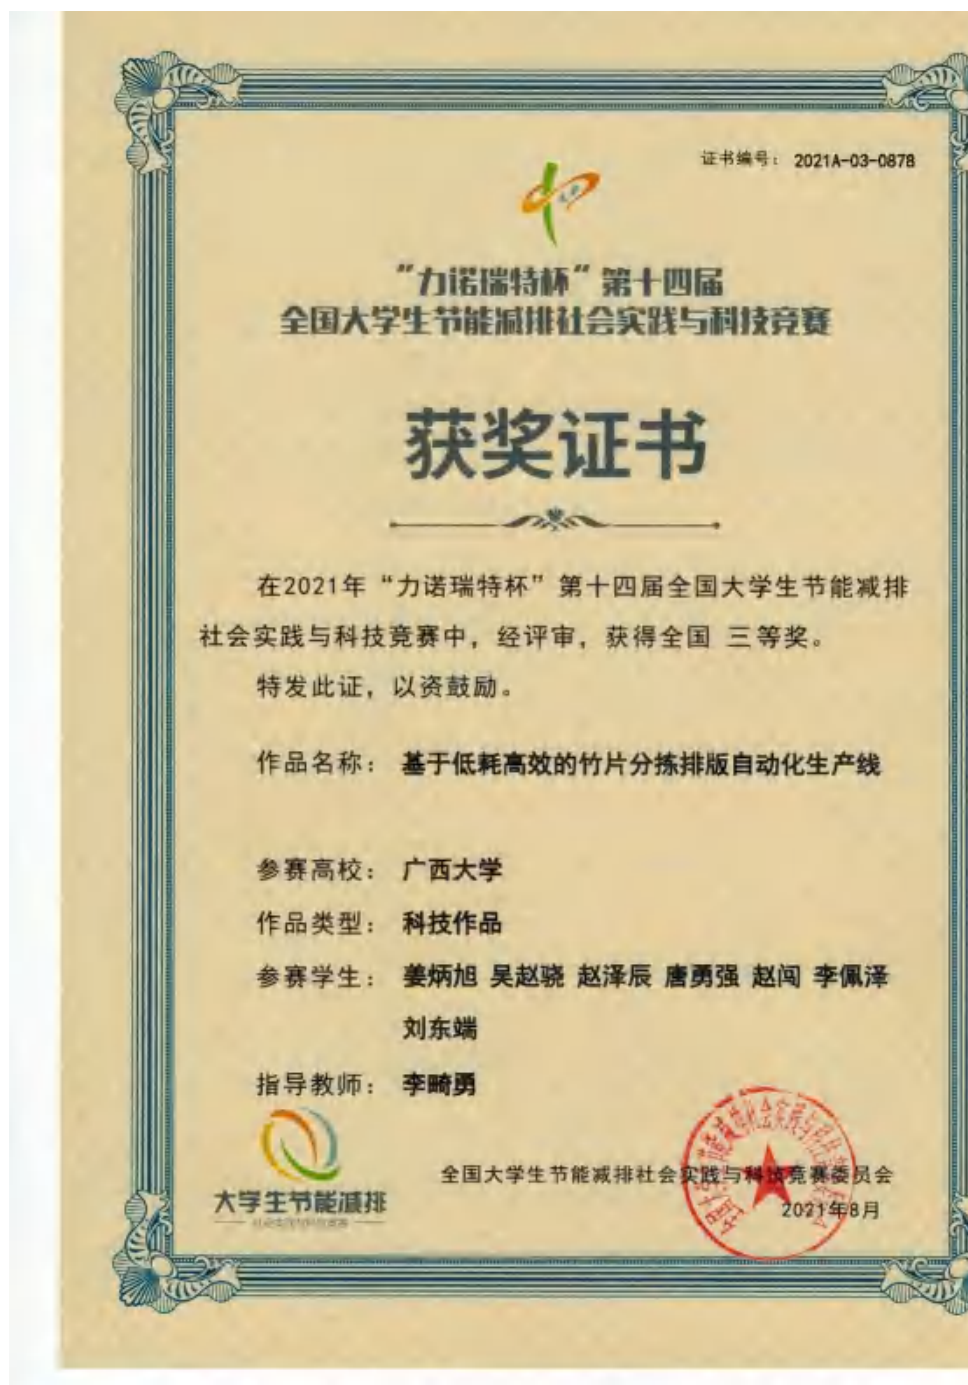 证书编号： 2021A-03-0878
“力诺瑞特杯”第十四届
全国大学生节能减排社会实践与科技竞赛
获奖证书
在2021年“力诺瑞特杯”第十四届全国大学生节能减排
社会实践与科技竞赛中，经评审，获得全国 三等奖。
特发此证，以资鼓励。
作品名称： 基于低耗高效的竹片分拣排版自动化生产线
参赛高校： 广西大学
作品类型： 科技作品
参赛学生： 姜炳旭 吴赵骁 赵泽辰 唐勇强 赵闯 李佩泽
刘东端
指导教师： 李畸勇
全国大学生节能减排社会实践与科技竞赛委员会
2021年8月
大学生节能减排